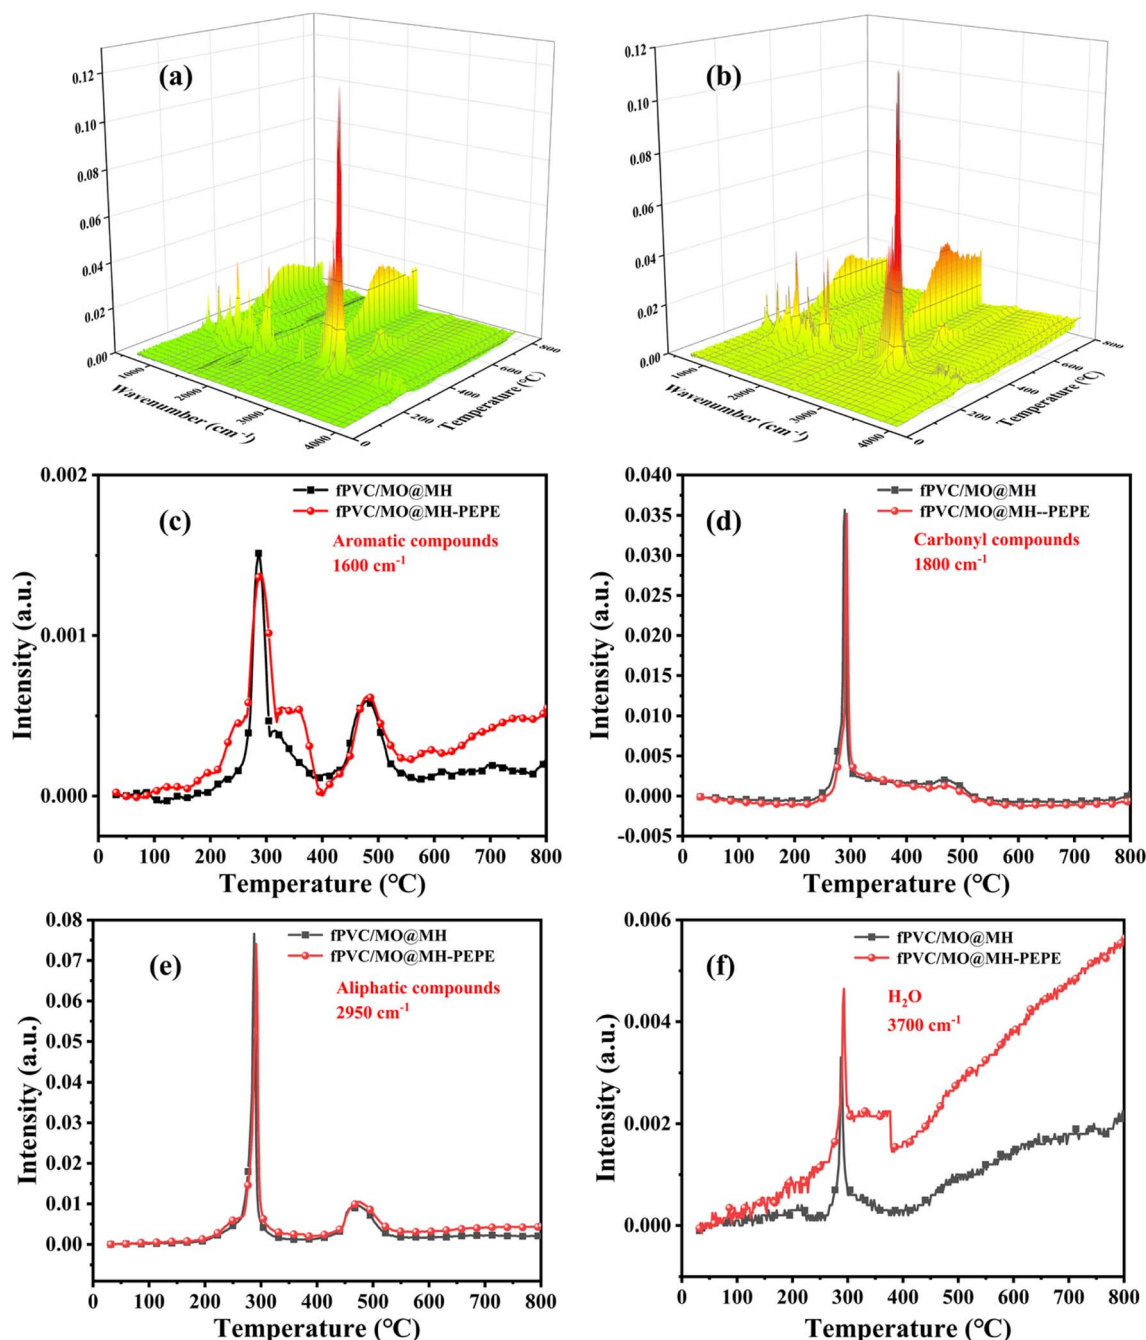 (a)
0.12
0.10
0.08
0.06
0.04
0.02
0.00
1000
2000
3000
4000
Wavenumber (cm-1)
0
200
400
600
800
Temperature (°C)
(b)
0.12
0.10
0.08
0.06
0.04
0.02
0.00
1000
2000
3000
4000
Wavenumber (cm-1)
0
200
400
600
800
Temperature (°C)
(c)
fPVC/MO@MH
fPVC/MO@MH-PEPE
Aromatic compounds
1600 cm-1
Intensity (a.u.)
0.002
0.001
0.000
0 100 200 300 400 500 600 700 800
Temperature (°C)
(d)
fPVC/MO@MH
fPVC/MO@MH--PEPE
Carbonyl compounds
1800 cm-1
Intensity (a.u.)
0.040
0.035
0.030
0.025
0.020
0.015
0.010
0.005
0.000
-0.005
0 100 200 300 400 500 600 700 800
Temperature (°C)
(e)
fPVC/MO@MH
fPVC/MO@MH-PEPE
Aliphatic compounds
2950 cm-1
Intensity (a.u.)
0.08
0.07
0.06
0.05
0.04
0.03
0.02
0.01
0.00
0 100 200 300 400 500 600 700 800
Temperature (°C)
(f)
fPVC/MO@MH
fPVC/MO@MH-PEPE
H2O
3700 cm-1
Intensity (a.u.)
0.006
0.004
0.002
0.000
0 100 200 300 400 500 600 700 800
Temperature (°C)